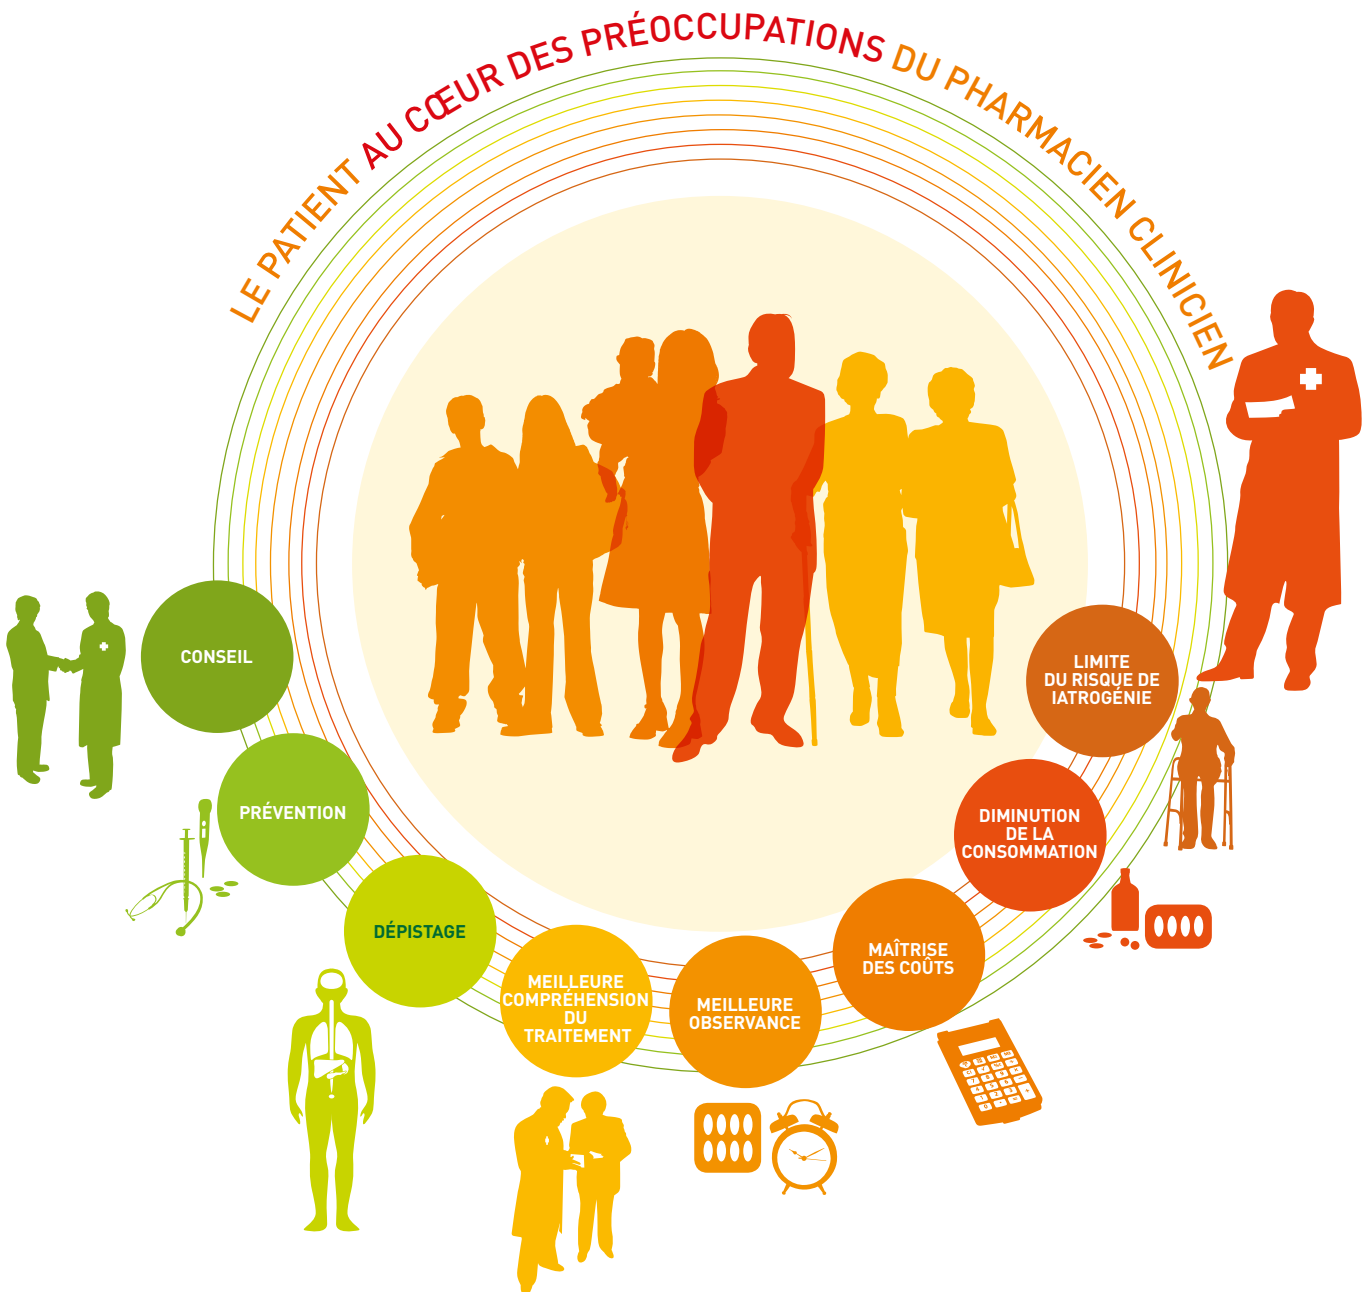 LE PATIENT AU CŒUR DES PRÉOCCUPATIONS DU PHARMACIEN CLINICIEN
CONSEIL
PRÉVENTION
DÉPISTAGE
MEILLEURE
COMPRÉHENSION
DU
TRAITEMENT
MEILLEURE
OBSERVANCE
MAÎTRISE
DES COÛTS
DIMINUTION
DE LA
CONSOMMATION
LIMITE
DU RISQUE DE
IATROGÉNIE